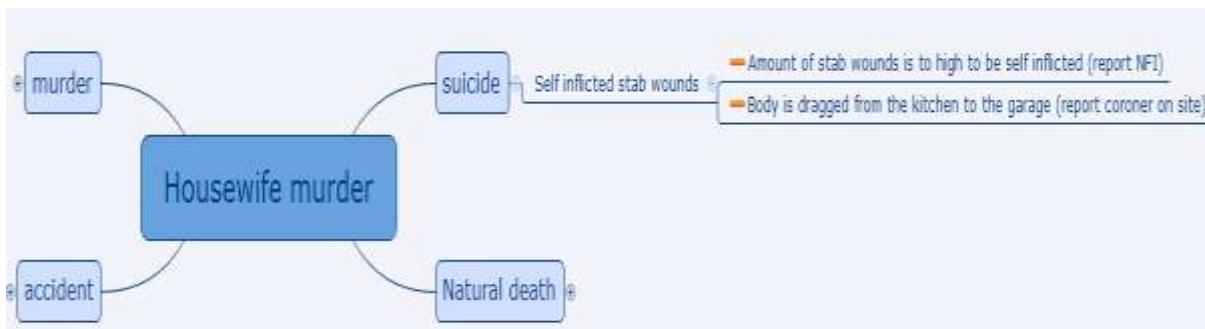 murder
suicide
Self inflicted stab wounds
Amount of stab wounds is to high to be self inflicted (report NFI)
Body is dragged from the kitchen to the garage (report coroner on site)
Housewife murder
accident
Natural death